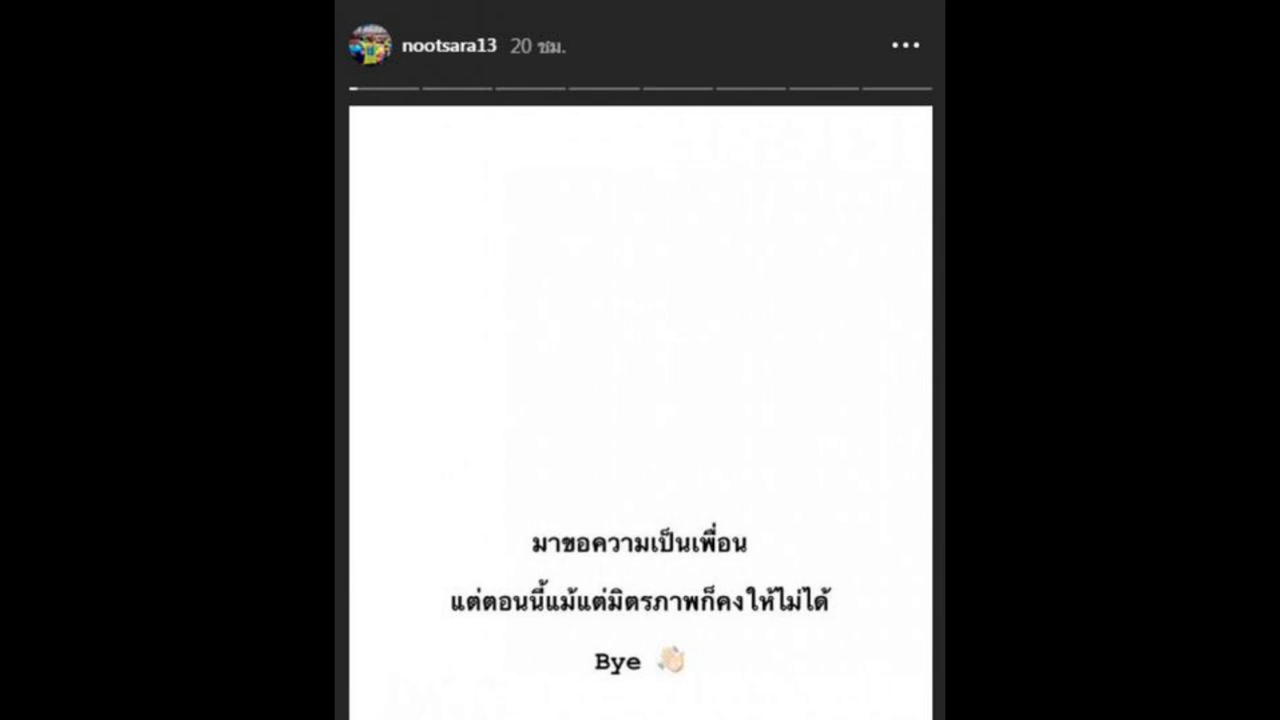 nootsara13 20 ชม.
มาขอความเป็นเพื่อน
แต่ตอนนี้แม้แต่มิตรภาพก็คงให้ไม่ได้
Bye 👋🏻